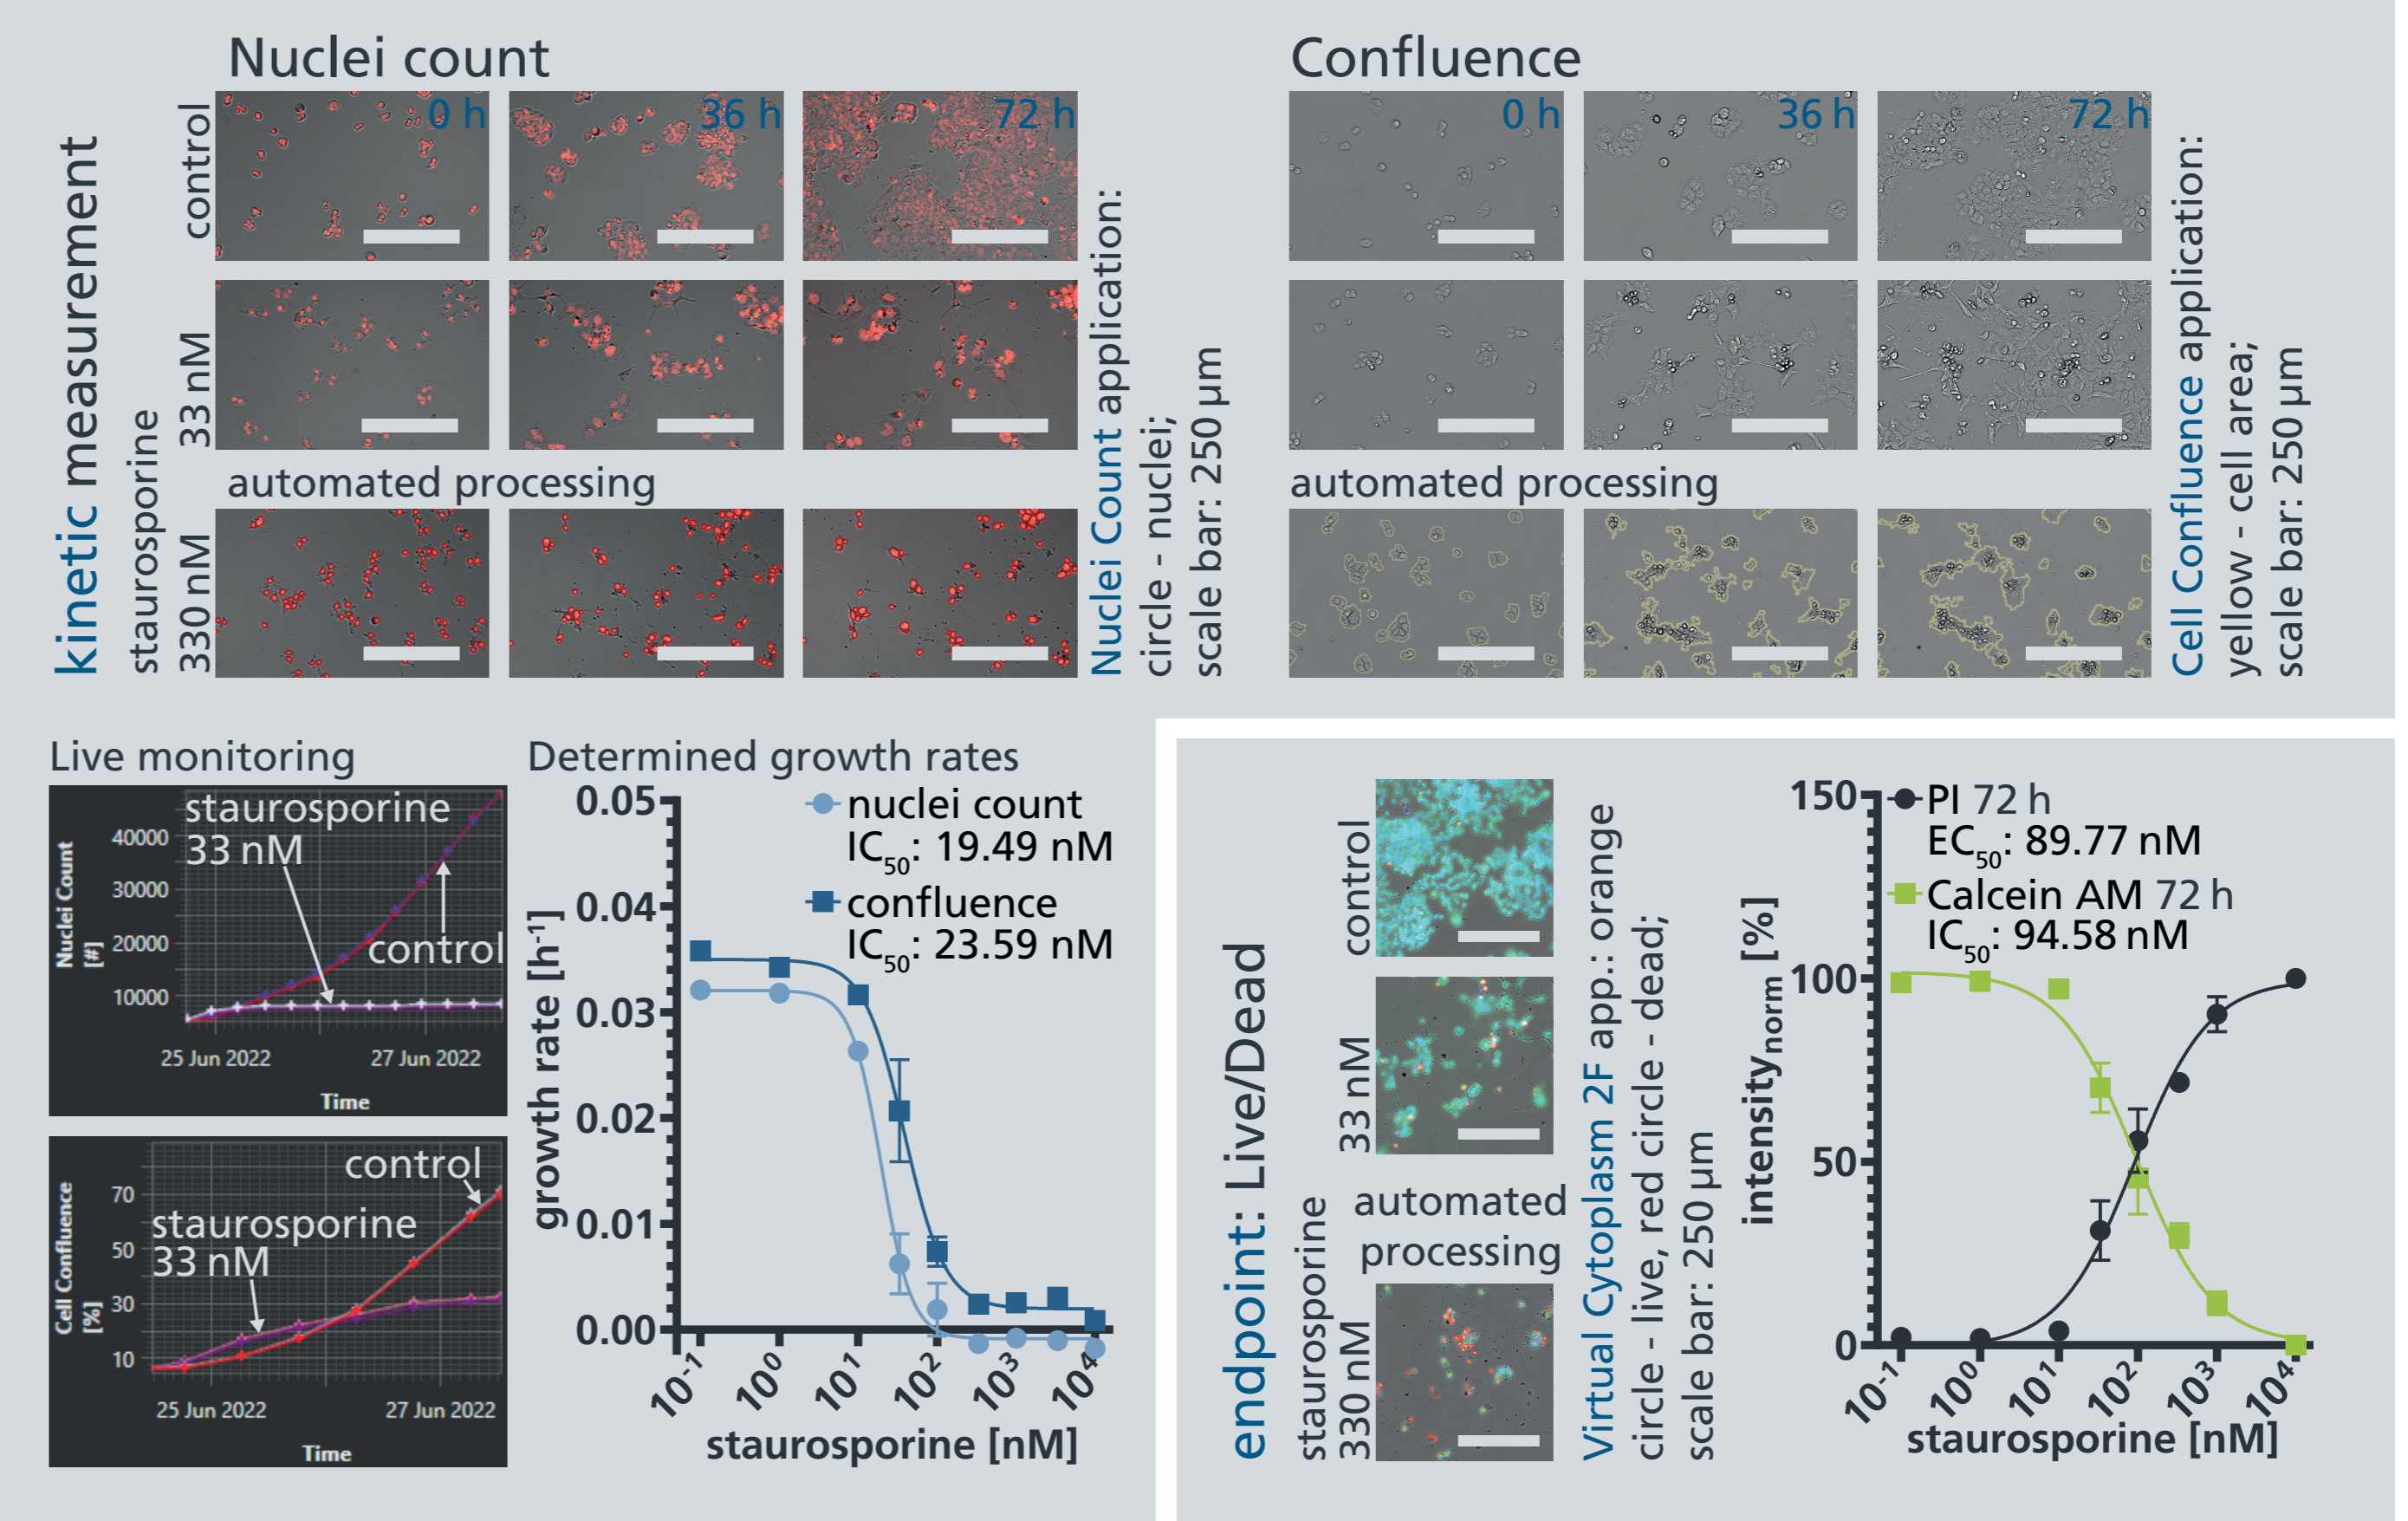 Nuclei count
0 h
36 h
72 h
kinetic measurement
control
staurosporine
33 nM
automated processing
330 nM
Nuclei Count application:
circle - nuclei;
scale bar: 250 µm
Confluence
0 h
36 h
72 h
automated processing
Cell Confluence application:
yellow - cell area;
scale bar: 250 µm
Live monitoring
staurosporine
33 nM
control
Nuclei Count
[#]
40000
30000
20000
10000
25 Jun 2022
27 Jun 2022
Time
control
staurosporine
33 nM
Cell Confluence
[%]
70
50
30
10
25 Jun 2022
27 Jun 2022
Time
Determined growth rates
nuclei count
IC50: 19.49 nM
confluence
IC50: 23.59 nM
growth rate [h-1]
0.05
0.04
0.03
0.02
0.01
0.00
10-1
100
101
102
103
104
staurosporine [nM]
endpoint: Live/Dead
control
staurosporine
33 nM
automated
processing
330 nM
Virtual Cytoplasm 2F app.: orange
circle - live, red circle - dead;
scale bar: 250 µm
PI 72 h
EC50: 89.77 nM
Calcein AM 72 h
IC50: 94.58 nM
intensitynorm [%]
150
100
50
0
10-1
100
101
102
103
104
staurosporine [nM]